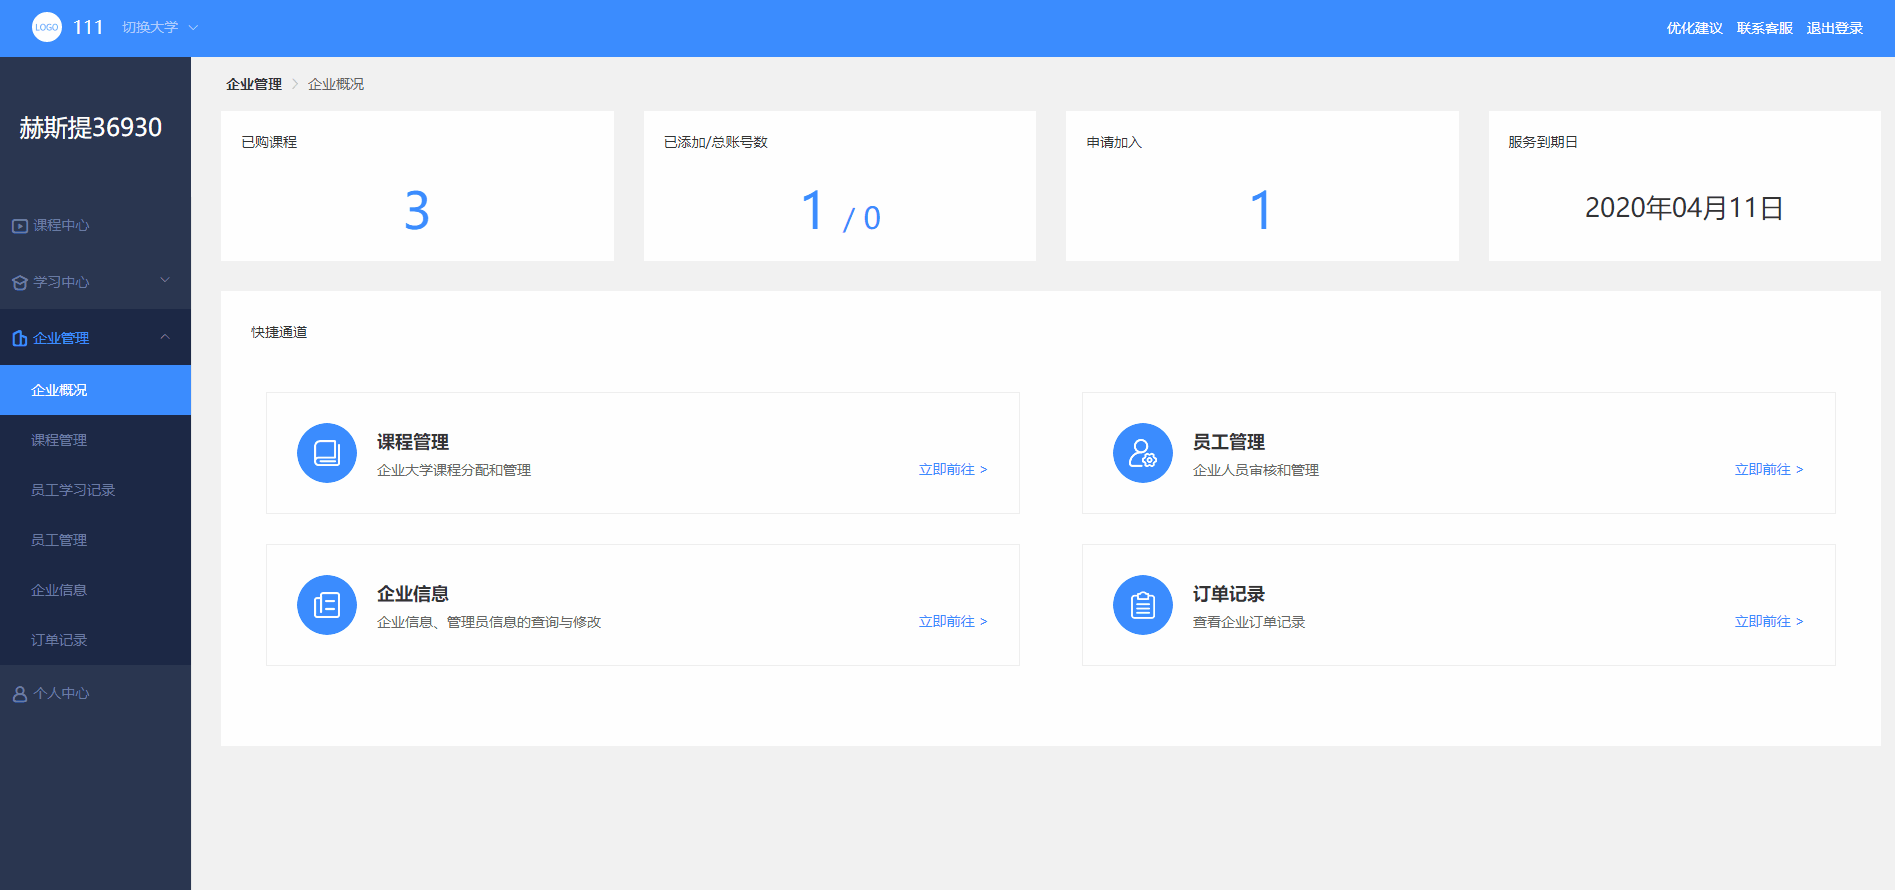 LOGO 111 切换大学
优化建议 联系客服 退出登录
赫斯提36930
课程中心
学习中心
企业管理
企业概况
课程管理
员工学习记录
员工管理
企业信息
订单记录
个人中心
企业管理 > 企业概况
已购课程
3
已添加/总账号数
1 / 0
申请加入
1
服务到期日
2020年04月11日
快捷通道
课程管理
企业大学课程分配和管理
立即前往 >
员工管理
企业人员审核和管理
立即前往 >
企业信息
企业信息、管理员信息的查询与修改
立即前往 >
订单记录
查看企业订单记录
立即前往 >